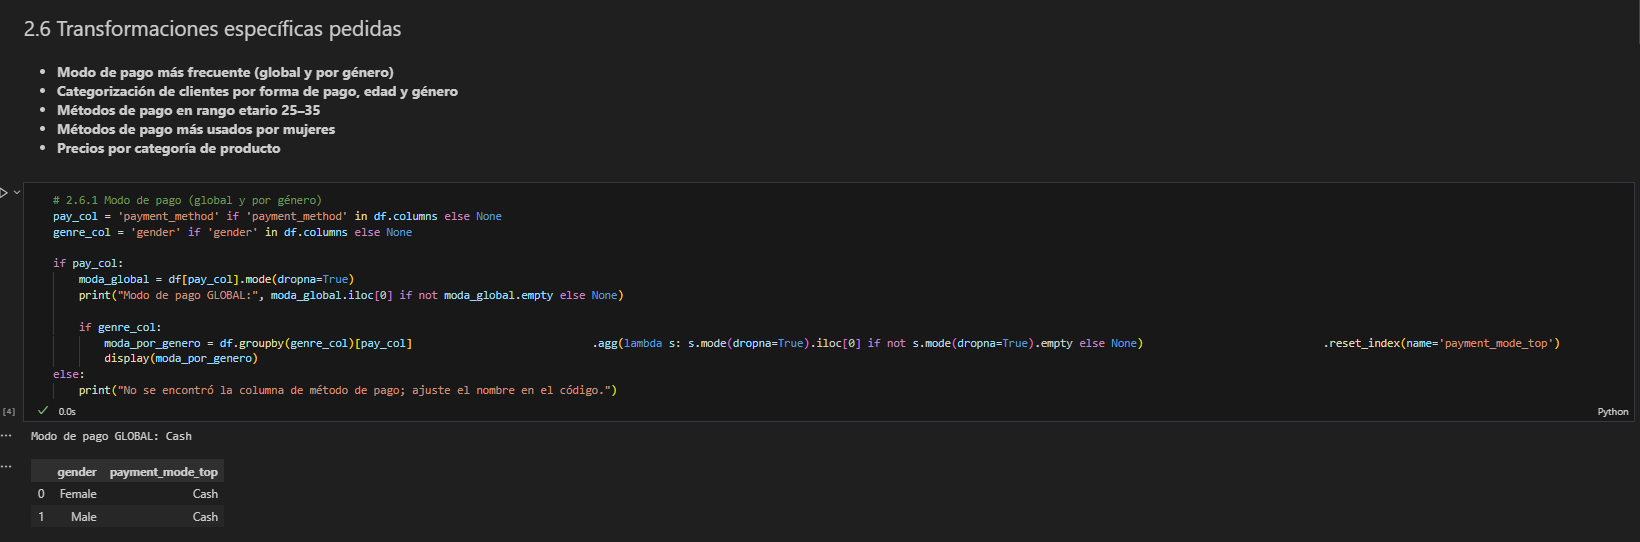 2.6 Transformaciones específicas pedidas
• Modo de pago más frecuente (global y por género)
• Categorización de clientes por forma de pago, edad y género
• Métodos de pago en rango etario 25–35
• Métodos de pago más usados por mujeres
• Precios por categoría de producto
# 2.6.1 Modo de pago (global y por género)
pay_col = 'payment_method' if 'payment_method' in df.columns else None
genre_col = 'gender' if 'gender' in df.columns else None
if pay_col:
    moda_global = df[pay_col].mode(dropna=True)
    print("Modo de pago GLOBAL:", moda_global.iloc[0] if not moda_global.empty else None)
    if genre_col:
        moda_por_genero = df.groupby(genre_col)[pay_col]                            .agg(lambda s: s.mode(dropna=True).iloc[0] if not s.mode(dropna=True).empty else None)                            .reset_index(name='payment_mode_top')
        display(moda_por_genero)
else:
    print("No se encontró la columna de método de pago; ajuste el nombre en el código.")
[4] ✓ 0.0s Python
Modo de pago GLOBAL: Cash
gender payment_mode_top
0 Female Cash
1 Male Cash